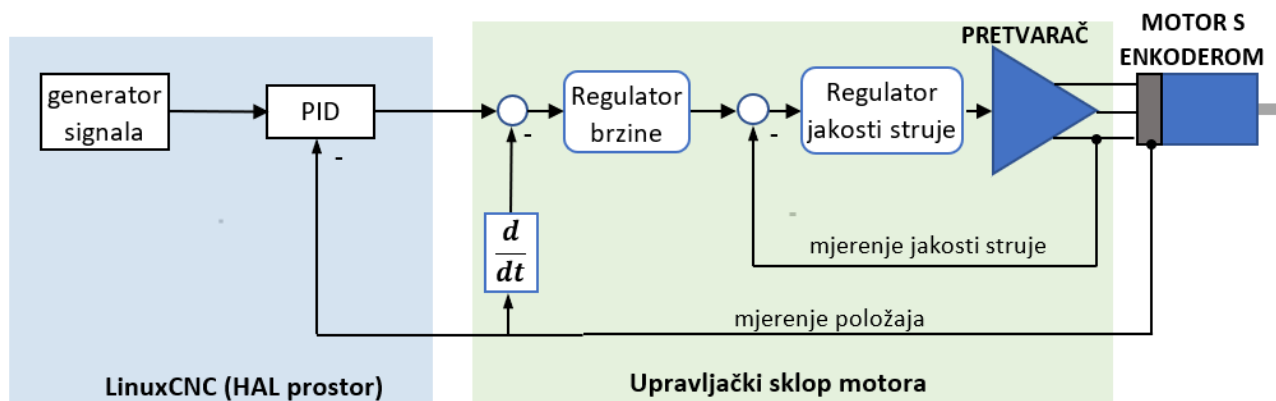 MOTOR S
ENKODEROM
PRETVARAČ
generator
signala
PID
-
-
Regulator
brzine
-
Regulator
jakosti struje
d
dt
mjerenje jakosti struje
mjerenje položaja
LinuxCNC (HAL prostor)
Upravljački sklop motora